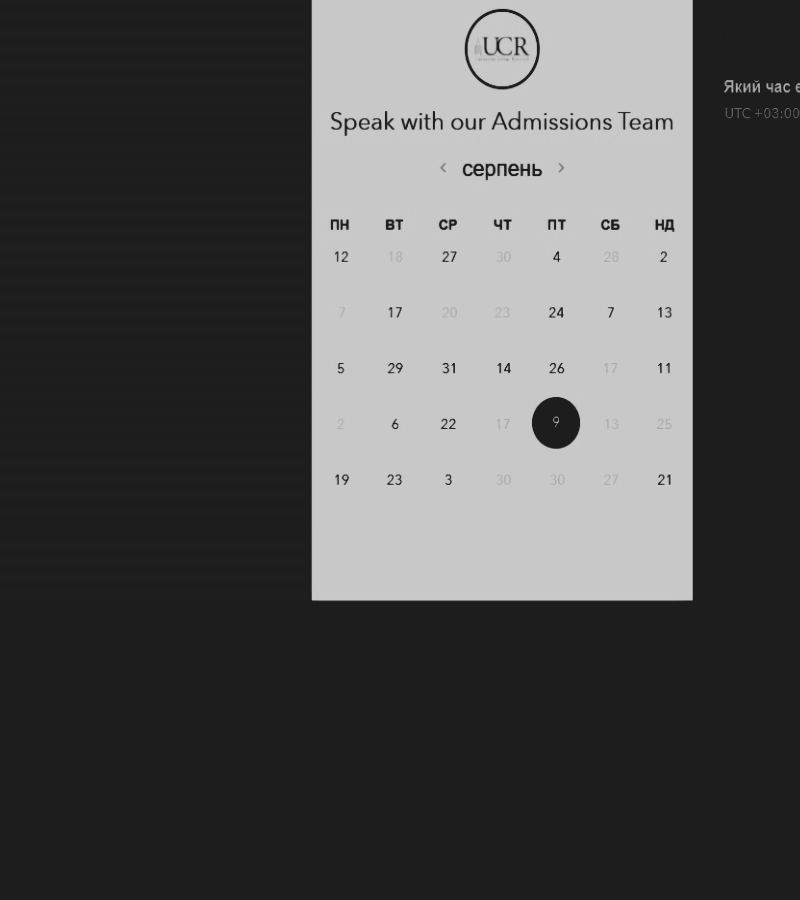 UCR
Який час є
Speak with our Admissions Team
UTC +03:00
‹ серпень ›
ПН ВТ СР ЧТ ПТ СБ НД
12 18 27 30 4 28 2
7 17 20 23 24 7 13
5 29 31 14 26 17 11
2 6 22 17 9 13 25
19 23 3 30 30 27 21